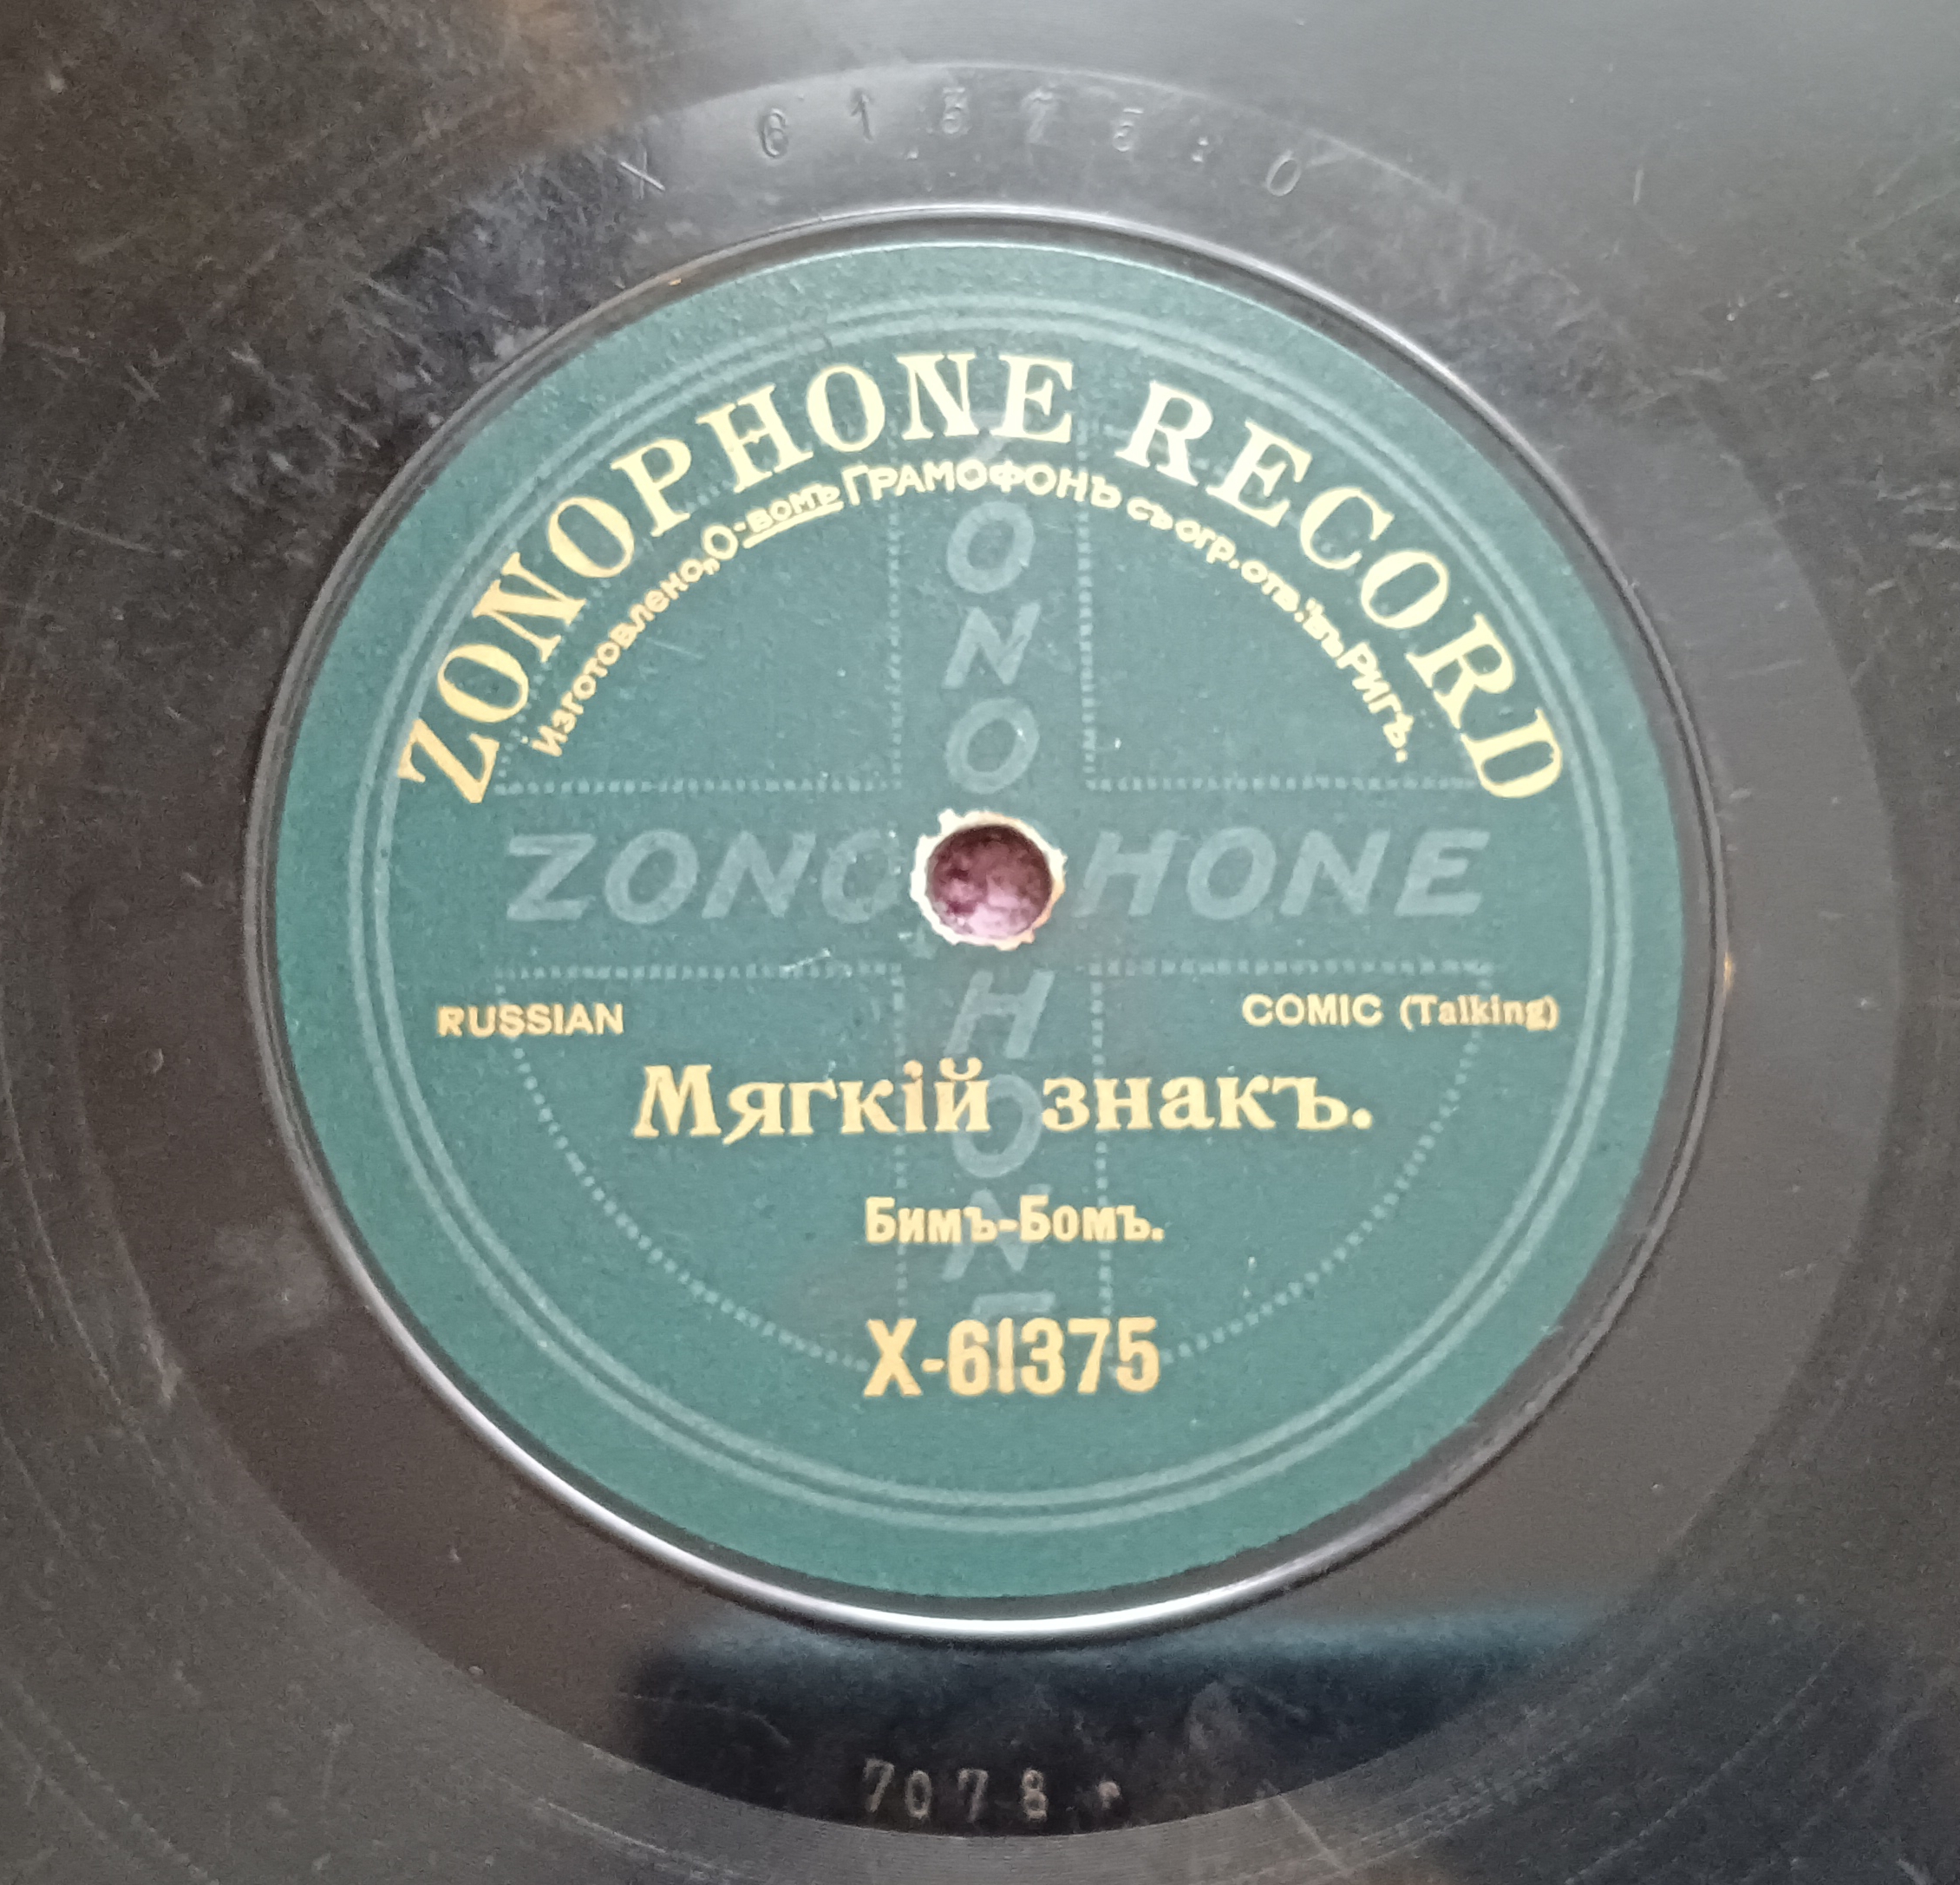 X 61375:0
ZONOPHONE RECORD
Изготовлено „О-вомъ ГРАМОФОНЪ съ огр. отв." въ Ригѣ.
ZONOPHONE
ZONOPHONE
RUSSIAN
COMIC (Talking)
Мягкій знакъ.
Бимъ-Бомъ.
X-61375
7078 r